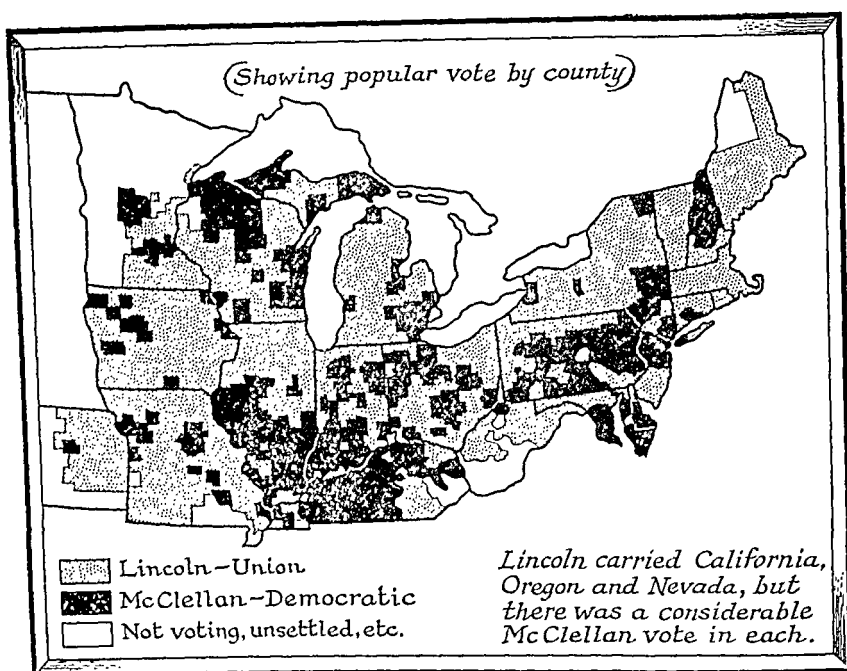 (Showing popular vote by county)
Lincoln-Union
McClellan-Democratic
Not voting, unsettled, etc.
Lincoln carried California,
Oregon and Nevada, but
there was a considerable
McClellan vote in each.